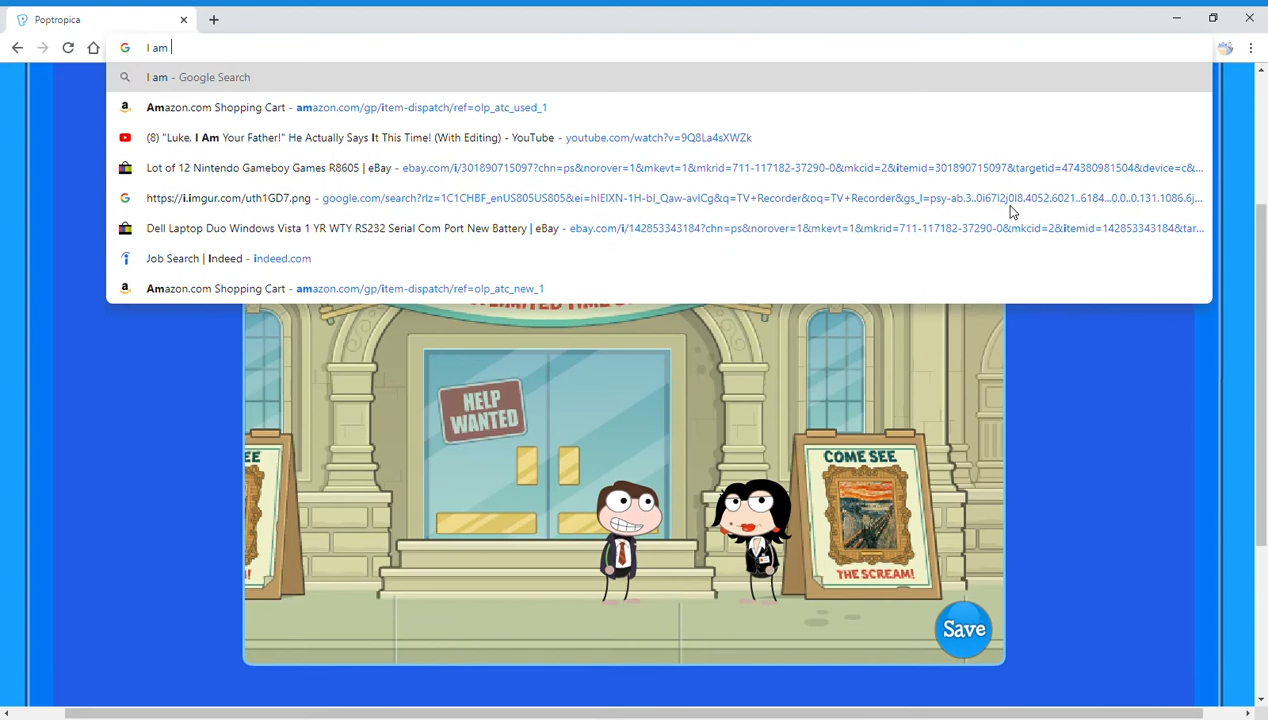 Poptropica
I am
I am - Google Search
Amazon.com Shopping Cart - amazon.com/gp/item-dispatch/ref=olp_atc_used_1
(8) "Luke, I Am Your Father!" He Actually Says It This Time! (With Editing) - YouTube - youtube.com/watch?v=9Q8La4sXWZk
Lot of 12 Nintendo Gameboy Games R8605 | eBay - ebay.com/i/301890715097?chn=ps&norover=1&mkevt=1&mkrid=711-117182-37290-0&mkcid=2&itemid=301890715097&targetid=474380981504&device=c&...
https://i.imgur.com/uth1GD7.png - google.com/search?rlz=1C1CHBF_enUS805US805&ei=hIEIXN-1H-bI_Qaw-avICg&q=TV+Recorder&oq=TV+Recorder&gs_l=psy-ab.3..0i67l2j0l8.4052.6021..6184...0.0..0.131.1086.6j...
Dell Laptop Duo Windows Vista 1 YR WTY RS232 Serial Com Port New Battery | eBay - ebay.com/i/142853343184?chn=ps&norover=1&mkevt=1&mkrid=711-117182-37290-0&mkcid=2&itemid=142853343184&tar...
Job Search | Indeed - indeed.com
Amazon.com Shopping Cart - amazon.com/gp/item-dispatch/ref=olp_atc_new_1
HELP
WANTED
COME SEE
THE SCREAM!
Save